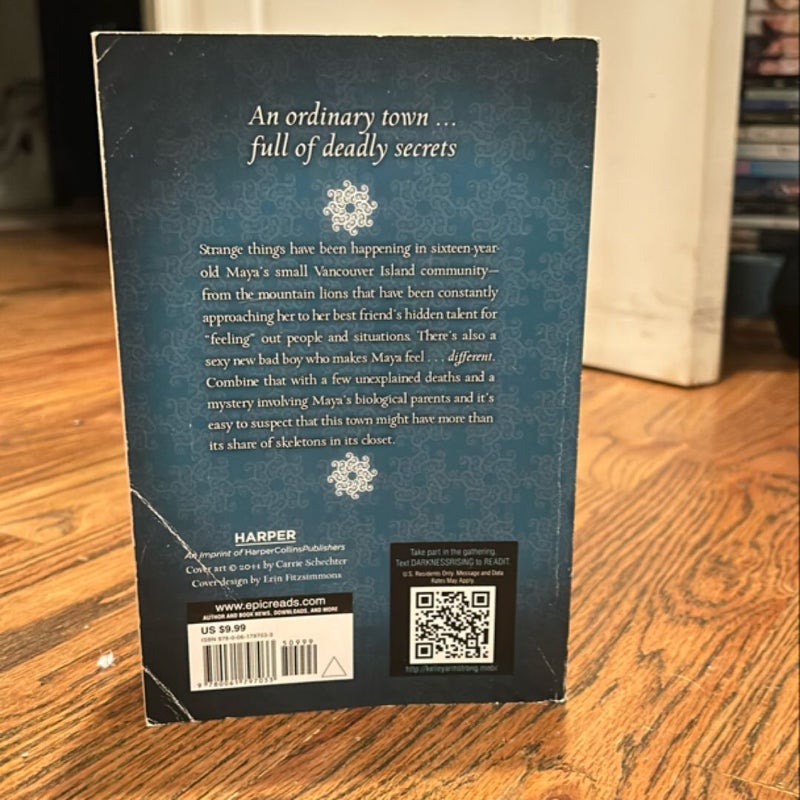 An ordinary town ...
full of deadly secrets
Strange things have been happening in sixteen-year-
old Maya's small Vancouver Island community—
from the mountain lions that have been constantly
approaching her to her best friend's hidden talent for
"feeling" out people and situations. There's also a
sexy new bad boy who makes Maya feel . . . different.
Combine that with a few unexplained deaths and a
mystery involving Maya's biological parents and it's
easy to suspect that this town might have more than
its share of skeletons in its closet.
HARPER
An Imprint of HarperCollinsPublishers
Cover art © 2011 by Carrie Schechter
Cover design by Erin Fitzsimmons
www.epicreads.com
AUTHOR AND BOOK NEWS, DOWNLOADS, AND MORE
US $9.99
ISBN
50999
Take part in the gathering.
Text DARKNESSRISING to READIT.
U.S. Residents Only. Message and Data
Rates May Apply.
http://kelleyarmstrong.mobi